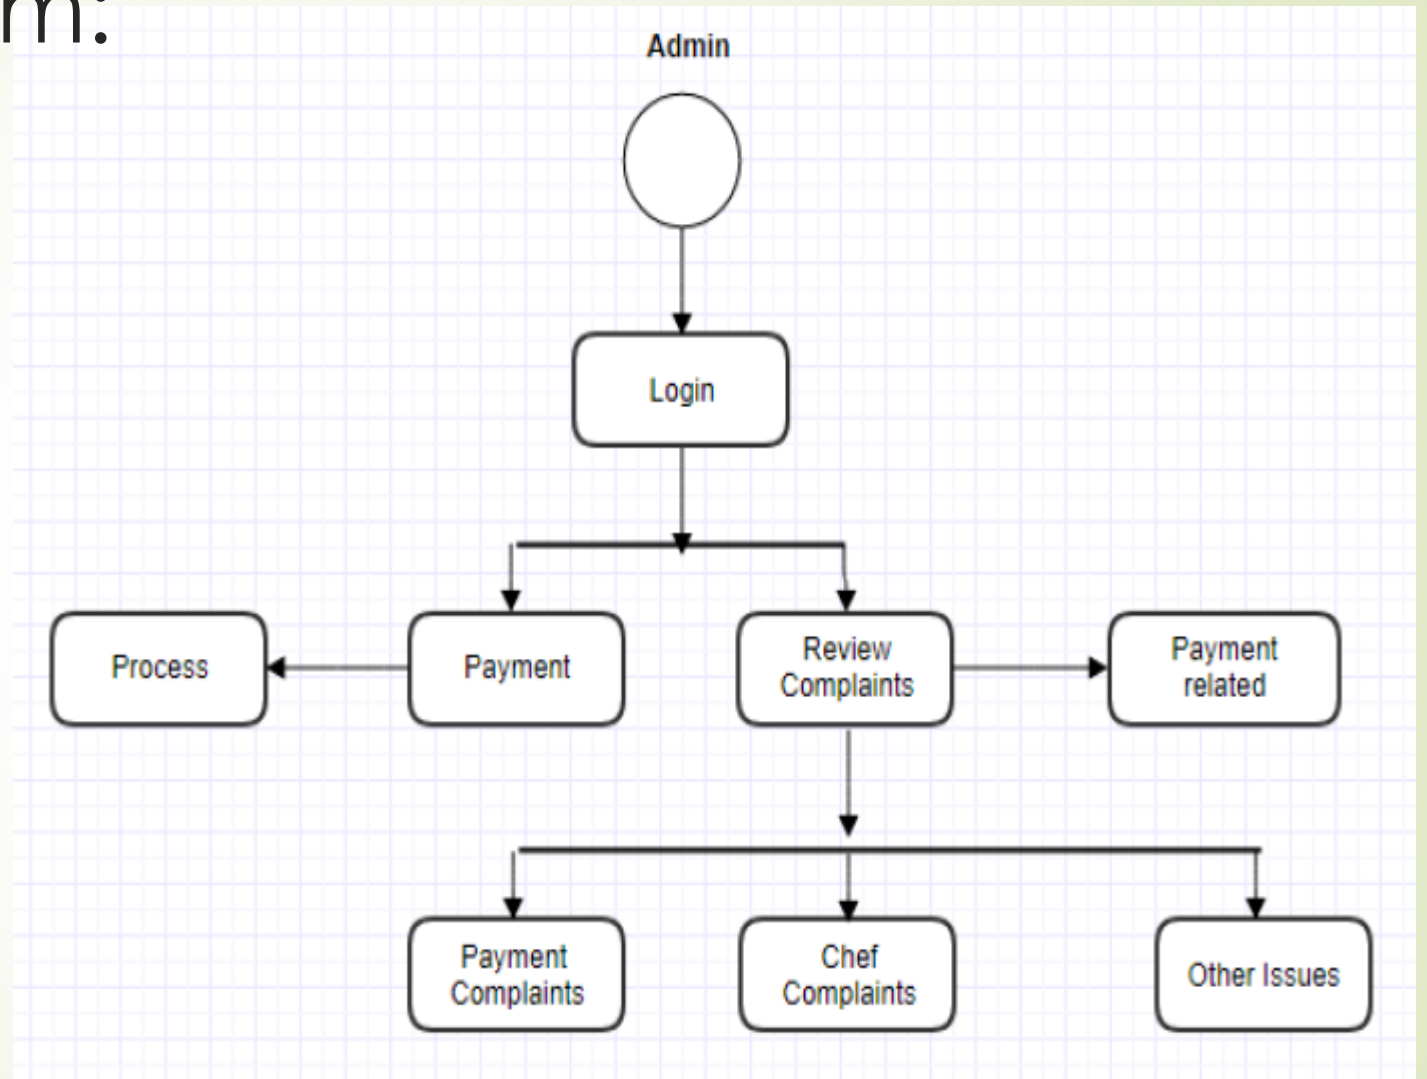 m:
Admin
Login
Process
Payment
Review
Complaints
Payment
related
Payment
Complaints
Chef
Complaints
Other Issues